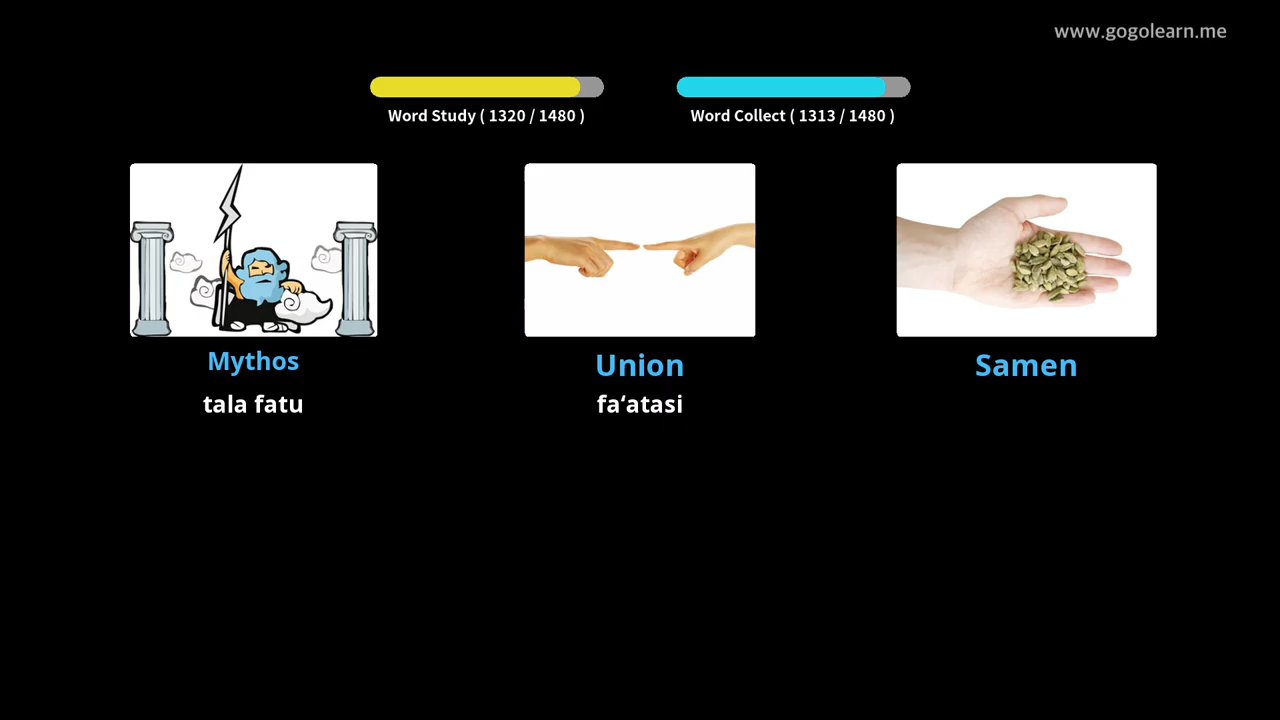 www.gogolearn.me
Word Study ( 1320 / 1480 )
Word Collect ( 1313 / 1480 )
Mythos
Union
Samen
tala fatu
fa‘atasi